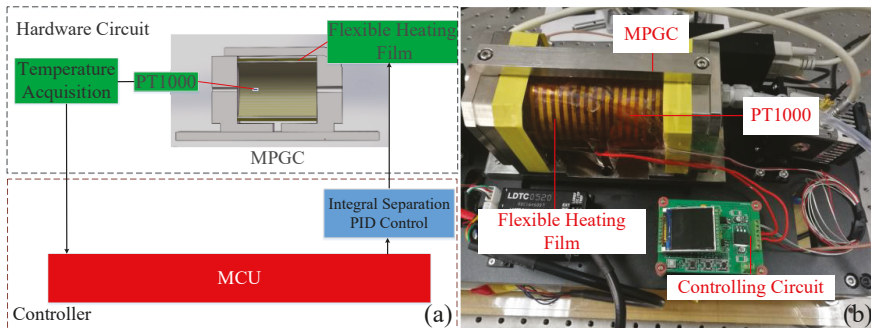 Hardware Circuit
Flexible Heating
Film
Temperature
Acquisition
PT1000
MPGC
Integral Separation
PID Control
MCU
Controller
(a)
MPGC
PT1000
LDTC0520
Flexible Heating
Film
Controlling Circuit
(b)